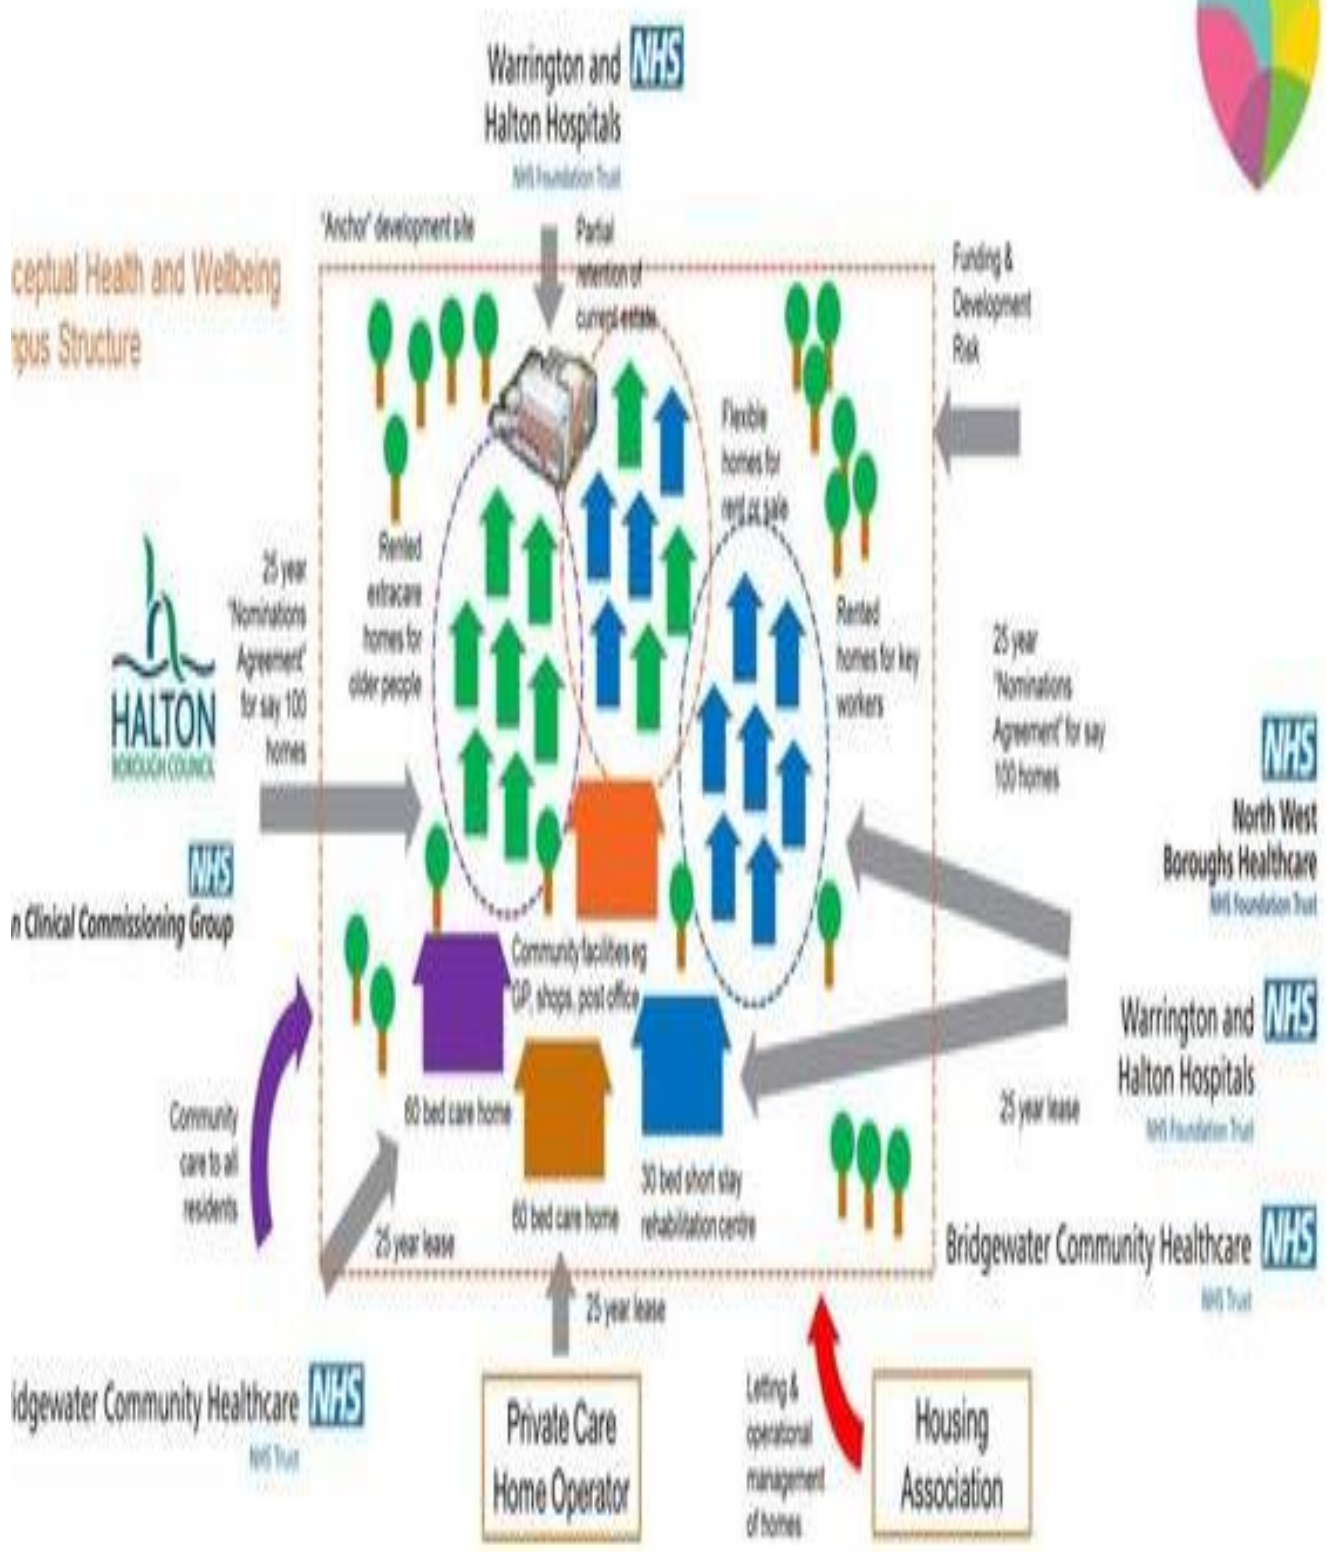 Warrington and NHS
Halton Hospitals
NHS Foundation Trust
"Anchor" development site
Partial
retention of
current estate
ceptual Health and Wellbeing
pus Structure
Funding &
Development
Risk
Flexible
homes for
rent or sale
Rented
extracare
homes for
older people
25 year
'Nominations
Agreement'
for say 100
homes
HALTON
BOROUGH COUNCIL
Rented
homes for key
workers
25 year
'Nominations
Agreement' for say
100 homes
NHS
North West
Boroughs Healthcare
NHS Foundation Trust
NHS
n Clinical Commissioning Group
Community facilities eg
GP, shops, post office
Warrington and NHS
Halton Hospitals
NHS Foundation Trust
25 year lease
Community
care to all
residents
60 bed care home
30 bed short stay
rehabilitation centre
60 bed care home
25 year lease
Bridgewater Community Healthcare NHS
NHS Trust
25 year lease
idgewater Community Healthcare NHS
NHS Trust
Private Care
Home Operator
Letting &
operational
management
of homes
Housing
Association